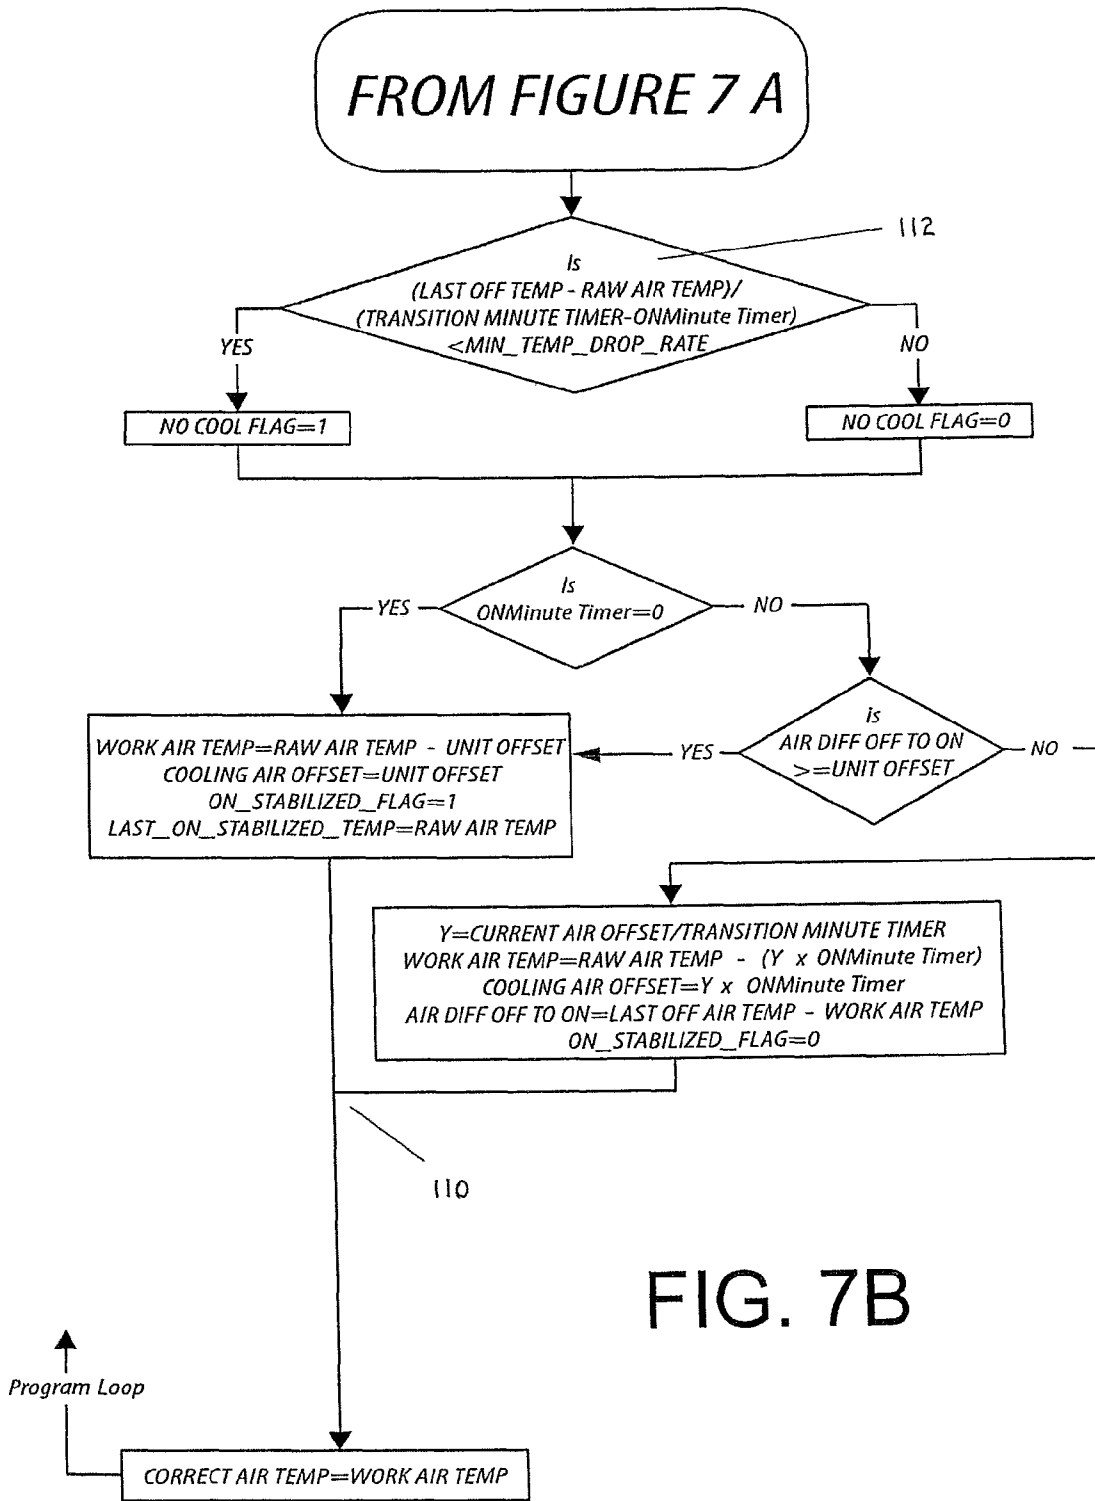 FROM FIGURE 7 A
112
Is
(LAST OFF TEMP - RAW AIR TEMP)/
(TRANSITION MINUTE TIMER-ONMinute Timer)
<MIN_TEMP_DROP_RATE
YES
NO
NO COOL FLAG=1
NO COOL FLAG=0
Is
ONMinute Timer=0
YES
NO
is
AIR DIFF OFF TO ON
>=UNIT OFFSET
YES
NO
WORK AIR TEMP=RAW AIR TEMP - UNIT OFFSET
COOLING AIR OFFSET=UNIT OFFSET
ON_STABILIZED_FLAG=1
LAST_ON_STABILIZED_TEMP=RAW AIR TEMP
Y=CURRENT AIR OFFSET/TRANSITION MINUTE TIMER
WORK AIR TEMP=RAW AIR TEMP - (Y x ONMinute Timer)
COOLING AIR OFFSET=Y x ONMinute Timer
AIR DIFF OFF TO ON=LAST OFF AIR TEMP - WORK AIR TEMP
ON_STABILIZED_FLAG=0
110
FIG. 7B
Program Loop
CORRECT AIR TEMP=WORK AIR TEMP